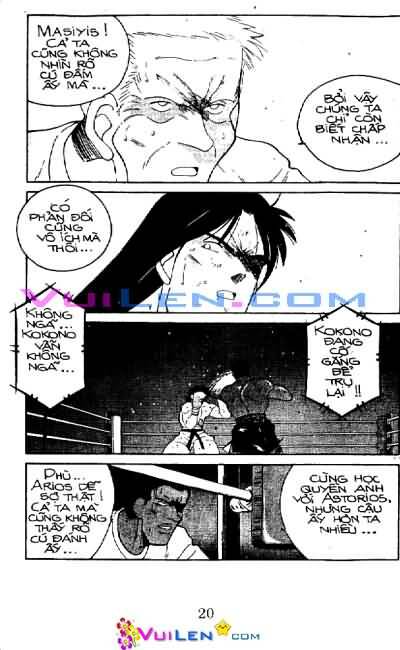 MASIYIS!
CẢ TA
CŨNG KHÔNG
NHÌN RÕ
CÚ ĐẤM
ẤY MÀ...
BỞI VẬY
CHÚNG TA
CHỈ CÒN
BIẾT CHẤP
NHẬN...
CÓ
PHẢN ĐỐI
CŨNG
VÔ ÍCH MÀ
THÔI...
VUILEN.COM
KHÔNG
NGÃ...
KOKONO
VẪN
KHÔNG
NGÃ...
KOKONO
ĐANG
CỐ
GẮNG
ĐỂ
TRỤ
LẠI!!
PHÙ...
ARIOS DỄ
SỢ THẬT!
CẢ TA MÀ
CŨNG KHÔNG
THẤY RÕ
CÚ ĐÁNH
ẤY...
CÙNG HỌC
QUYỀN ANH
VỚI ASTORIOS,
NHƯNG CẬU
ẤY HƠN TA
NHIỀU...
20
VUILEN.COM